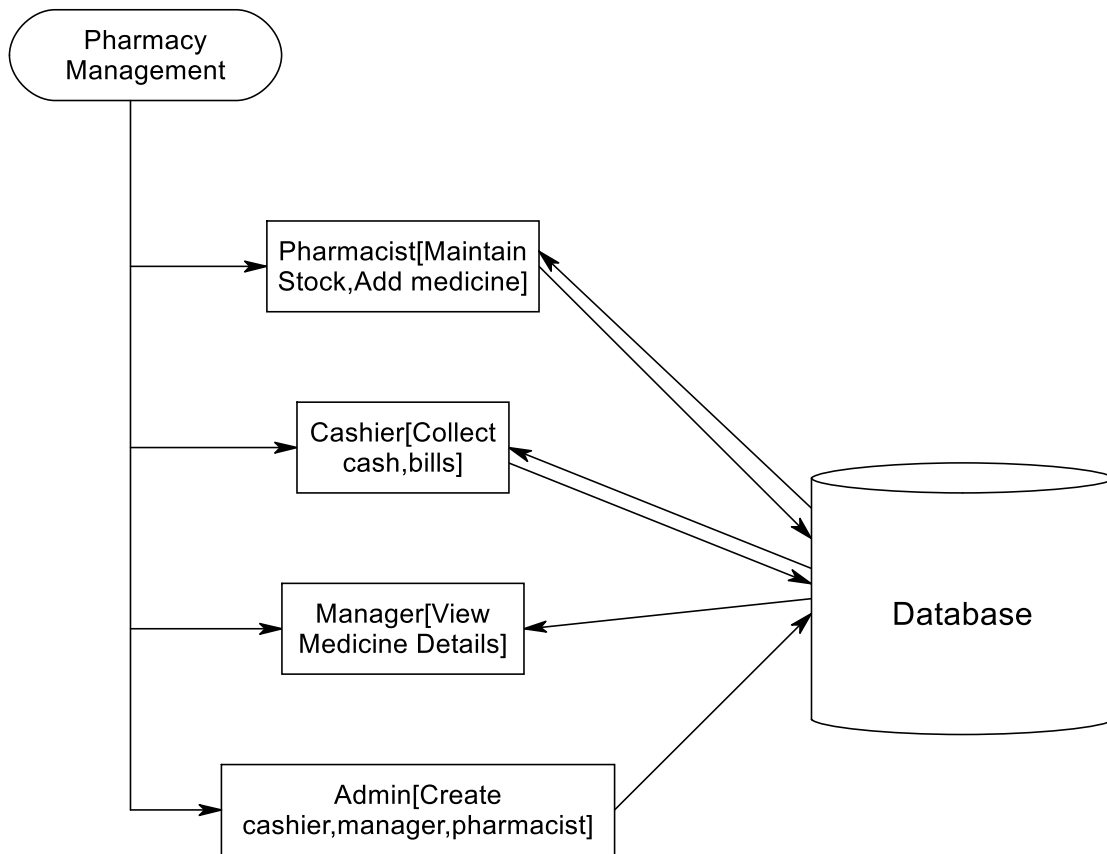 Pharmacy
Management
Pharmacist[Maintain
Stock,Add medicine]
Cashier[Collect
cash,bills]
Manager[View
Medicine Details]
Database
Admin[Create
cashier,manager,pharmacist]